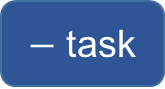 – task